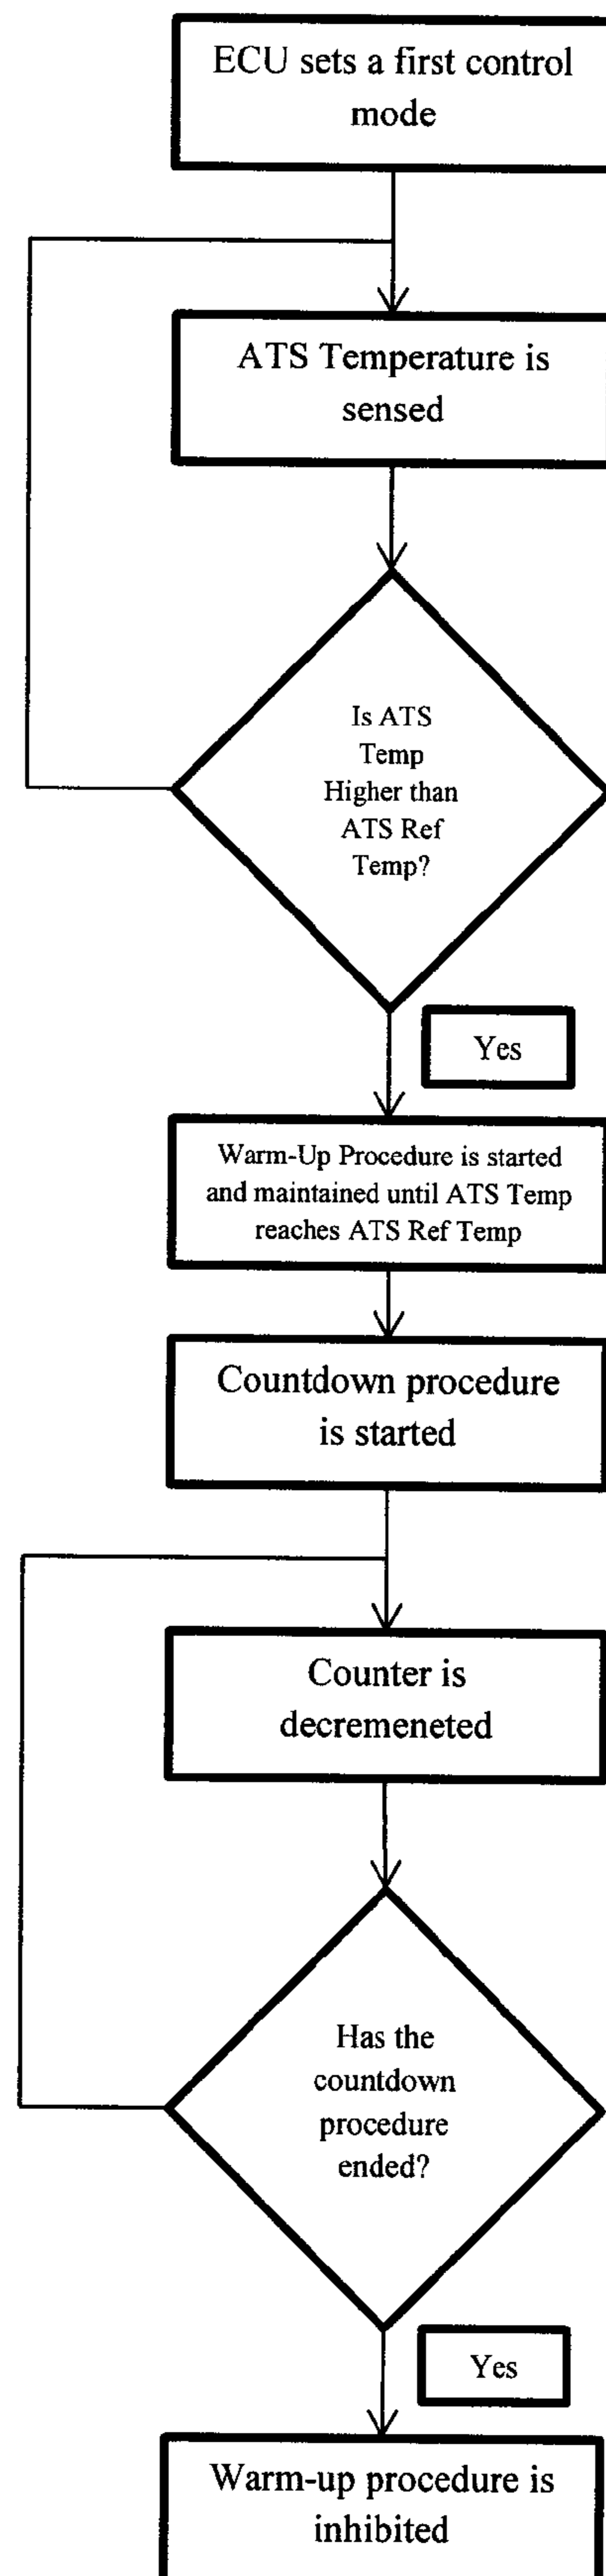 ECU sets a first control
mode
ATS Temperature is
sensed
Is ATS
Temp
Higher than
ATS Ref
Temp?
Yes
Warm-Up Procedure is started
and maintained until ATS Temp
reaches ATS Ref Temp
Countdown procedure
is started
Counter is
decremeneted
Has the
countdown
procedure
ended?
Yes
Warm-up procedure is
inhibited